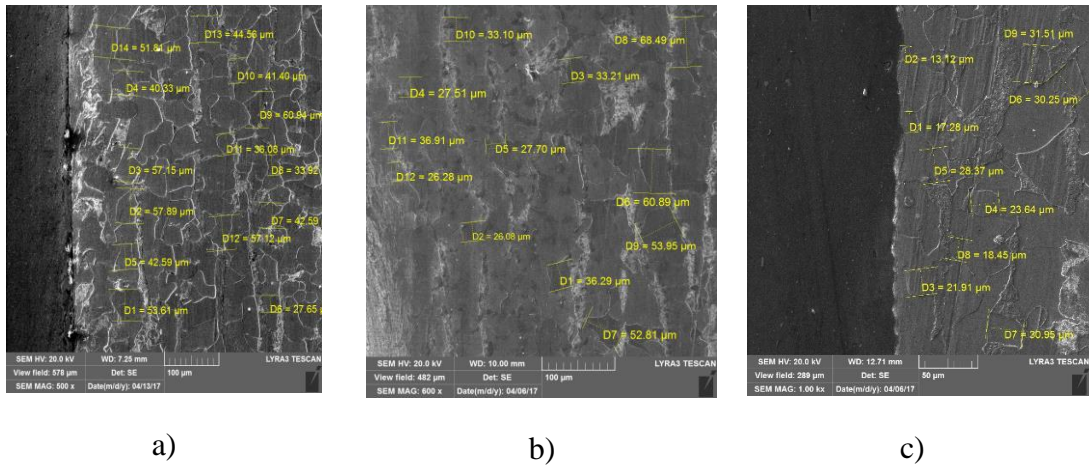 D13 = 44.56 µm
D14 = 51.81 µm
D10 = 41.40 µm
D4 = 40.33 µm
D9 = 60.94 µm
D11 = 36.08 µm
D3 = 57.15 µm
D8 = 33.92
D2 = 57.89 µm
D7 = 42.59
D12 = 57.12 µm
D5 = 42.59 µm
D1 = 53.61 µm
= 27.65 µm
SEM HV: 20.0 kV WD: 7.25 mm LYRA3 TESCAN
View field: 578 µm Det: SE 100 µm
SEM MAG: 500 x Date(m/d/y): 04/13/17
a)
D10 = 33.10 µm
D8 = 68.49 µm
D3 = 33.21 µm
D4 = 27.51 µm
D11 = 36.91 µm
D5 = 27.70 µm
D12 = 26.28 µm
D6 = 60.89 µm
D2 = 26.08 µm
D9 = 53.95 µm
D1 = 36.29 µm
D7 = 52.81 µm
SEM HV: 20.0 kV WD: 10.00 mm LYRA3 TESCAN
View field: 482 µm Det: SE 100 µm
SEM MAG: 600 x Date(m/d/y): 04/06/17
b)
D9 = 31.51 µm
D2 = 13.12 µm
D6 = 30.25 µm
D1 = 17.28 µm
D5 = 28.37 µm
D4 = 23.64 µm
D8 = 18.45 µm
D3 = 21.91 µm
D7 = 30.95 µm
SEM HV: 20.0 kV WD: 12.71 mm LYRA3 TESCAN
View field: 289 µm Det: SE 50 µm
SEM MAG: 1.00 kx Date(m/d/y): 04/06/17
c)